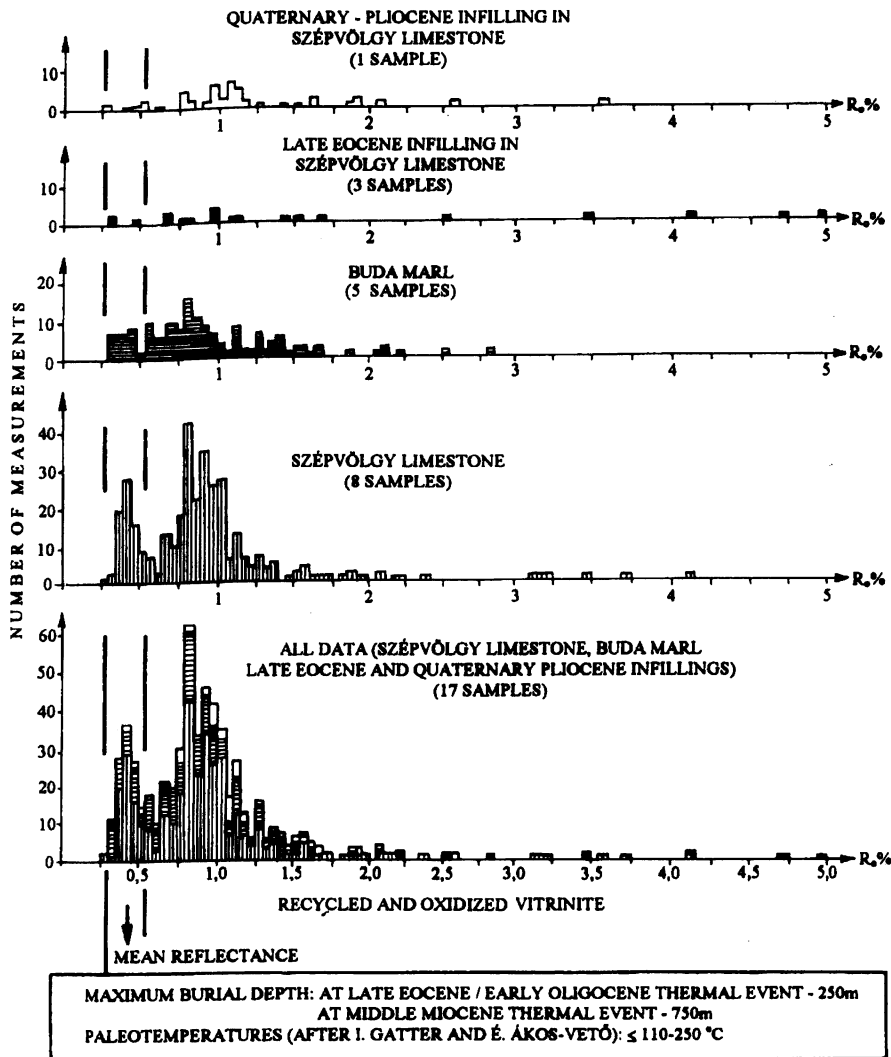 QUATERNARY - PLIOCENE INFILLING IN
SZÉPVÖLGY LIMESTONE
(1 SAMPLE)
10
0
1
2
3
4
5
Rₒ%
LATE EOCENE INFILLING IN
SZÉPVÖLGY LIMESTONE
(3 SAMPLES)
10
0
1
2
3
4
5
Rₒ%
BUDA MARL
(5 SAMPLES)
20
10
0
1
2
3
4
5
Rₒ%
NUMBER OF MEASUREMENTS
SZÉPVÖLGY LIMESTONE
(8 SAMPLES)
40
30
20
10
0
1
2
3
4
5
Rₒ%
ALL DATA (SZÉPVÖLGY LIMESTONE, BUDA MARL
LATE EOCENE AND QUATERNARY PLIOCENE INFILLINGS)
(17 SAMPLES)
60
50
40
30
20
10
0
0,5
1,0
1,5
2,0
2,5
3,0
3,5
4,0
4,5
5,0
Rₒ%
RECYCLED AND OXIDIZED VITRINITE
MEAN REFLECTANCE
MAXIMUM BURIAL DEPTH: AT LATE EOCENE / EARLY OLIGOCENE THERMAL EVENT - 250m
AT MIDDLE MIOCENE THERMAL EVENT - 750m
PALEOTEMPERATURES (AFTER I. GATTER AND É. ÁKOS-VETŐ): ≤ 110-250 °C